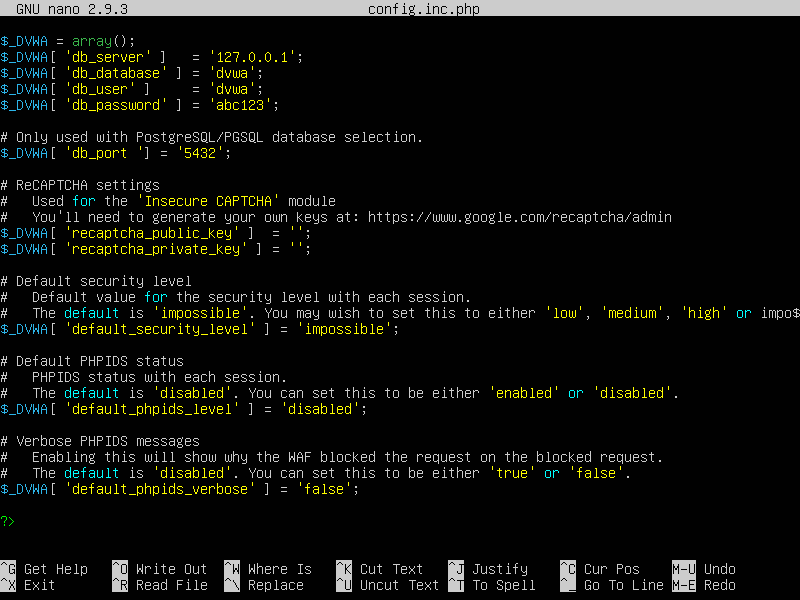 GNU nano 2.9.3 config.inc.php
$_DVWA = array();
$_DVWA[ 'db_server' ]   = '127.0.0.1';
$_DVWA[ 'db_database' ] = 'dvwa';
$_DVWA[ 'db_user' ]     = 'dvwa';
$_DVWA[ 'db_password' ] = 'abc123';
# Only used with PostgreSQL/PGSQL database selection.
$_DVWA[ 'db_port '] = '5432';
# ReCAPTCHA settings
#   Used for the 'Insecure CAPTCHA' module
#   You'll need to generate your own keys at: https://www.google.com/recaptcha/admin
$_DVWA[ 'recaptcha_public_key' ]  = '';
$_DVWA[ 'recaptcha_private_key' ] = '';
# Default security level
#   Default value for the security level with each session.
#   The default is 'impossible'. You may wish to set this to either 'low', 'medium', 'high' or impo$
$_DVWA[ 'default_security_level' ] = 'impossible';
# Default PHPIDS status
#   PHPIDS status with each session.
#   The default is 'disabled'. You can set this to be either 'enabled' or 'disabled'.
$_DVWA[ 'default_phpids_level' ] = 'disabled';
# Verbose PHPIDS messages
#   Enabling this will show why the WAF blocked the request on the blocked request.
#   The default is 'disabled'. You can set this to be either 'true' or 'false'.
$_DVWA[ 'default_phpids_verbose' ] = 'false';
?>
^G Get Help ^O Write Out ^W Where Is ^K Cut Text ^J Justify ^C Cur Pos M-U Undo
^X Exit ^R Read File ^\ Replace ^U Uncut Text ^T To Spell ^_ Go To Line M-E Redo